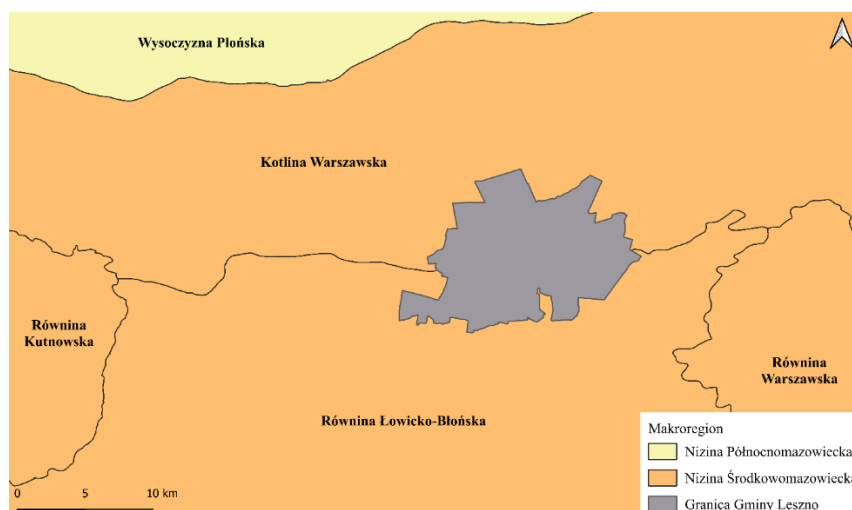 Wysoczyzna Płońska
Kotlina Warszawska
Równina
Kutnowska
Równina
Warszawska
Równina Łowicko-Błońska
Makroregion
Nizina Północnomazowiecka
Nizina Środkowomazowiecka
Granica Gminy Leszno
0 5 10 km